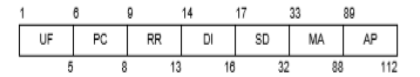 1 6 9 14 17 33 89
UF PC RR DI SD MA AP
5 8 13 16 32 88 112